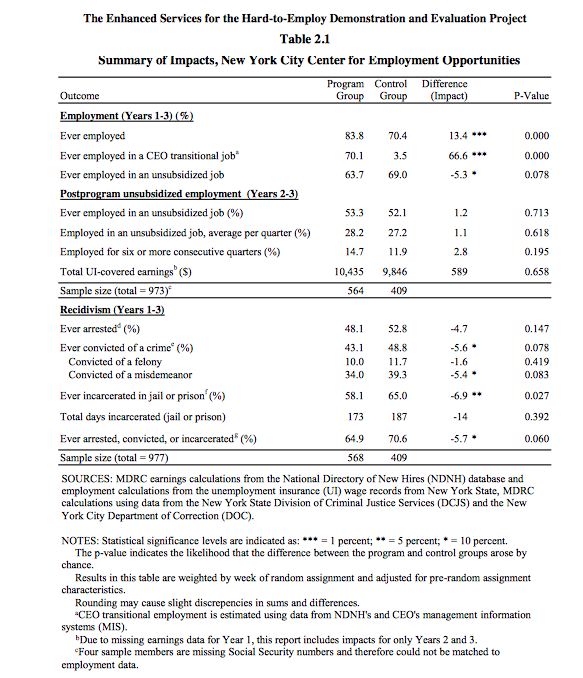 The Enhanced Services for the Hard-to-Employ Demonstration and Evaluation Project
Table 2.1
Summary of Impacts, New York City Center for Employment Opportunities
Program Control Difference
Outcome Group Group (Impact) P-Value
Employment (Years 1-3) (%)
Ever employed 83.8 70.4 13.4 *** 0.000
Ever employed in a CEO transitional jobᵃ 70.1 3.5 66.6 *** 0.000
Ever employed in an unsubsidized job 63.7 69.0 -5.3 * 0.078
Postprogram unsubsidized employment (Years 2-3)
Ever employed in an unsubsidized job (%) 53.3 52.1 1.2 0.713
Employed in an unsubsidized job, average per quarter (%) 28.2 27.2 1.1 0.618
Employed for six or more consecutive quarters (%) 14.7 11.9 2.8 0.195
Total UI-covered earningsᵇ ($) 10,435 9,846 589 0.658
Sample size (total = 973)ᶜ 564 409
Recidivism (Years 1-3)
Ever arrestedᵈ (%) 48.1 52.8 -4.7 0.147
Ever convicted of a crimeᵉ (%) 43.1 48.8 -5.6 * 0.078
Convicted of a felony 10.0 11.7 -1.6 0.419
Convicted of a misdemeanor 34.0 39.3 -5.4 * 0.083
Ever incarcerated in jail or prisonᶠ (%) 58.1 65.0 -6.9 ** 0.027
Total days incarcerated (jail or prison) 173 187 -14 0.392
Ever arrested, convicted, or incarceratedᵍ (%) 64.9 70.6 -5.7 * 0.060
Sample size (total = 977) 568 409
SOURCES: MDRC earnings calculations from the National Directory of New Hires (NDNH) database and
employment calculations from the unemployment insurance (UI) wage records from New York State, MDRC
calculations using data from the New York State Division of Criminal Justice Services (DCJS) and the New
York City Department of Correction (DOC).
NOTES: Statistical significance levels are indicated as: *** = 1 percent; ** = 5 percent; * = 10 percent.
The p-value indicates the likelihood that the difference between the program and control groups arose by
chance.
Results in this table are weighted by week of random assignment and adjusted for pre-random assignment
characteristics.
Rounding may cause slight discrepancies in sums and differences.
ᵃCEO transitional employment is estimated using data from NDNH's and CEO's management information
systems (MIS).
ᵇDue to missing earnings data for Year 1, this report includes impacts for only Years 2 and 3.
ᶜFour sample members are missing Social Security numbers and therefore could not be matched to
employment data.